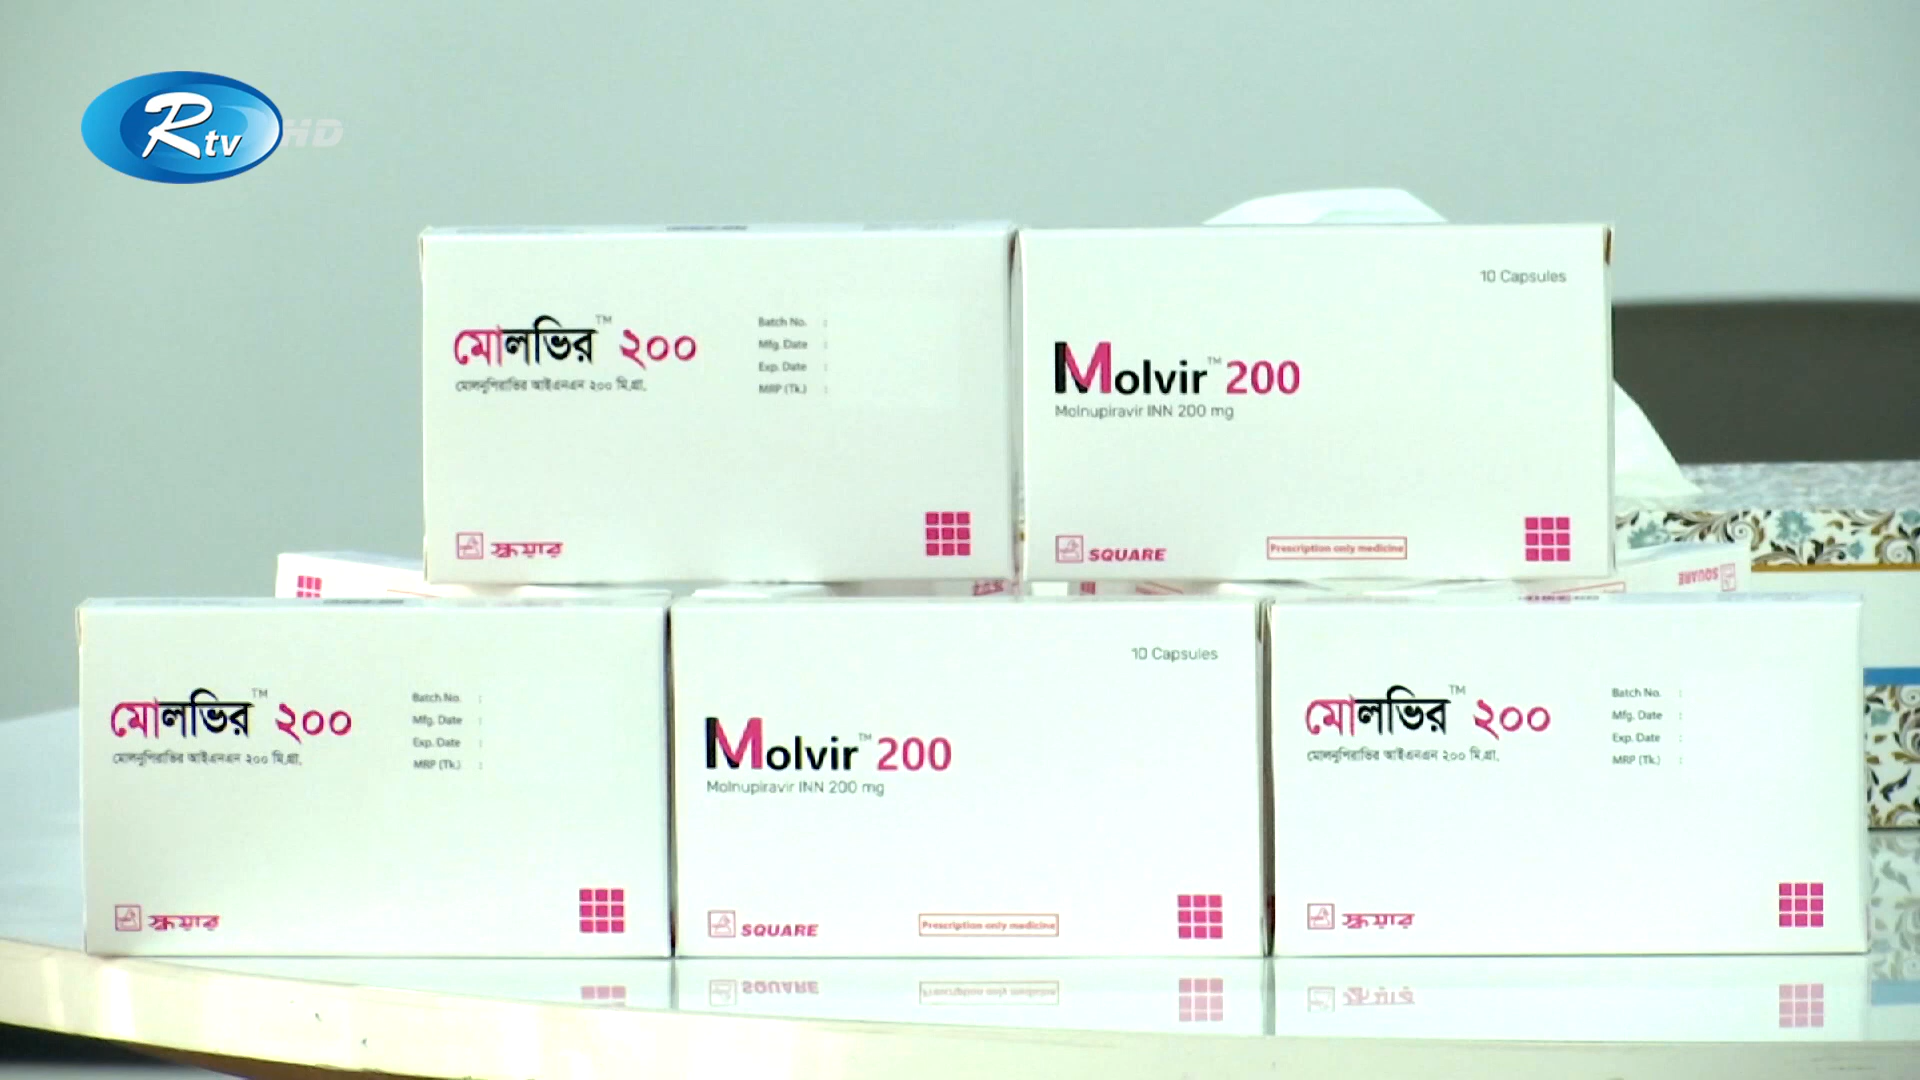 Rtv HD
মোলভির™ ২০০
মোলনুপিরাভির আইএনএন ২০০ মি.গ্রা.
Batch No. :
Mfg. Date :
Exp. Date :
MRP (Tk.) :
স্কয়ার
10 Capsules
Molvir™ 200
Molnupiravir INN 200 mg
SQUARE
Prescription only medicine
SQUARE
মোলভির™ ২০০
মোলনুপিরাভির আইএনএন ২০০ মি.গ্রা.
Batch No. :
Mfg. Date :
Exp. Date :
MRP (Tk.) :
স্কয়ার
10 Capsules
Molvir™ 200
Molnupiravir INN 200 mg
SQUARE
Prescription only medicine
মোলভির™ ২০০
মোলনুপিরাভির আইএনএন ২০০ মি.গ্রা.
Batch No. :
Mfg. Date :
Exp. Date :
MRP (Tk.) :
স্কয়ার